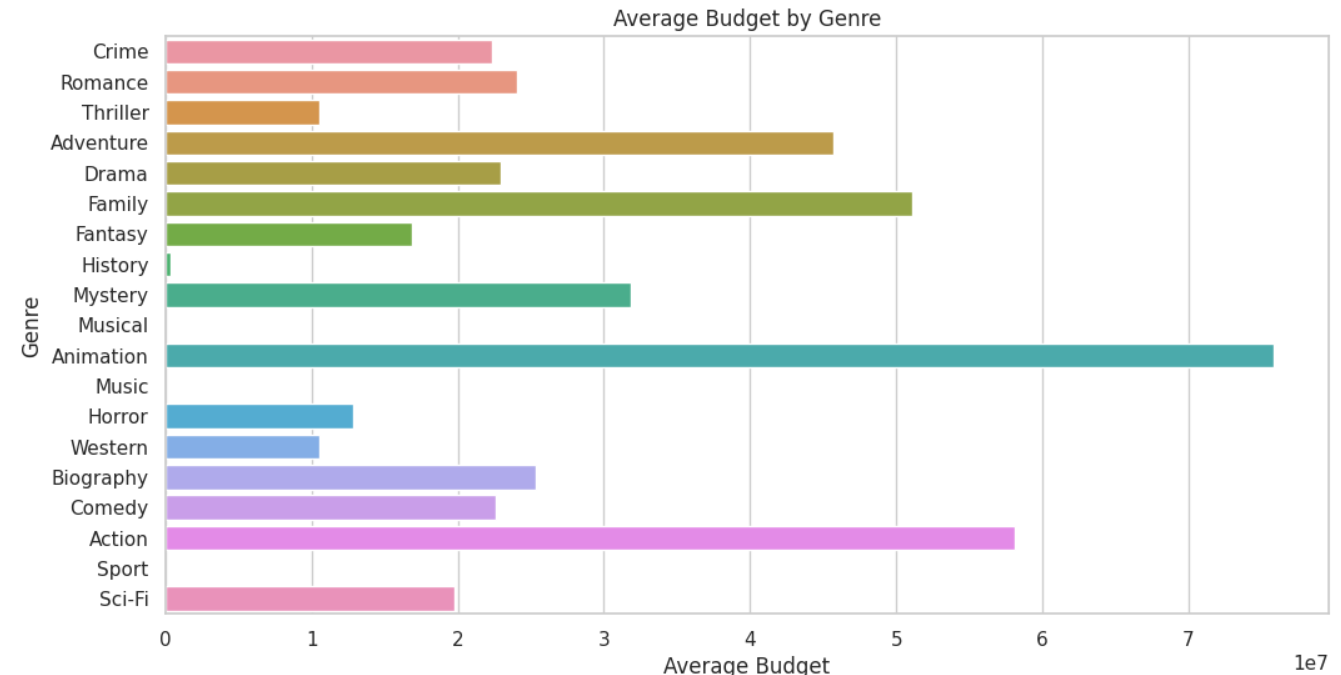 Average Budget by Genre
Crime
Romance
Thriller
Adventure
Drama
Family
Fantasy
History
Mystery
Musical
Animation
Music
Horror
Western
Biography
Comedy
Action
Sport
Sci-Fi
Genre
0 1 2 3 4 5 6 7
1e7
Average Budget